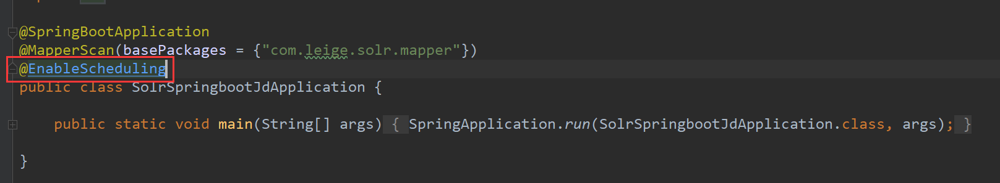 @SpringBootApplication
@MapperScan(basePackages = {"com.leige.solr.mapper"})
@EnableScheduling
public class SolrSpringbootJdApplication {
public static void main(String[] args) { SpringApplication.run(SolrSpringbootJdApplication.class, args); }
}